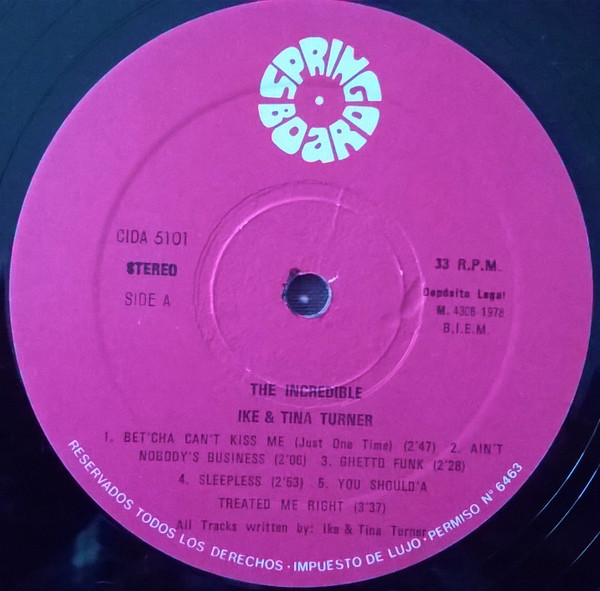 SPRING
BOARD
CIDA 5101
STEREO
SIDE A
33 R.P.M.
Depósito Legal
M. 4306-1978
B.I.E.M.
THE INCREDIBLE
IKE & TINA TURNER
1. BET'CHA CAN'T KISS ME (Just One Time) (2'47) 2. AIN'T
NOBODY'S BUSINESS (2'06) 3. GHETTO FUNK (2'28)
4. SLEEPLESS (2'53) 5. YOU SHOULD'A
TREATED ME RIGHT (3'37)
All Tracks written by: Ike & Tina Turner
RESERVADOS TODOS LOS DERECHOS · IMPUESTO DE LUJO · PERMISO Nº 6463